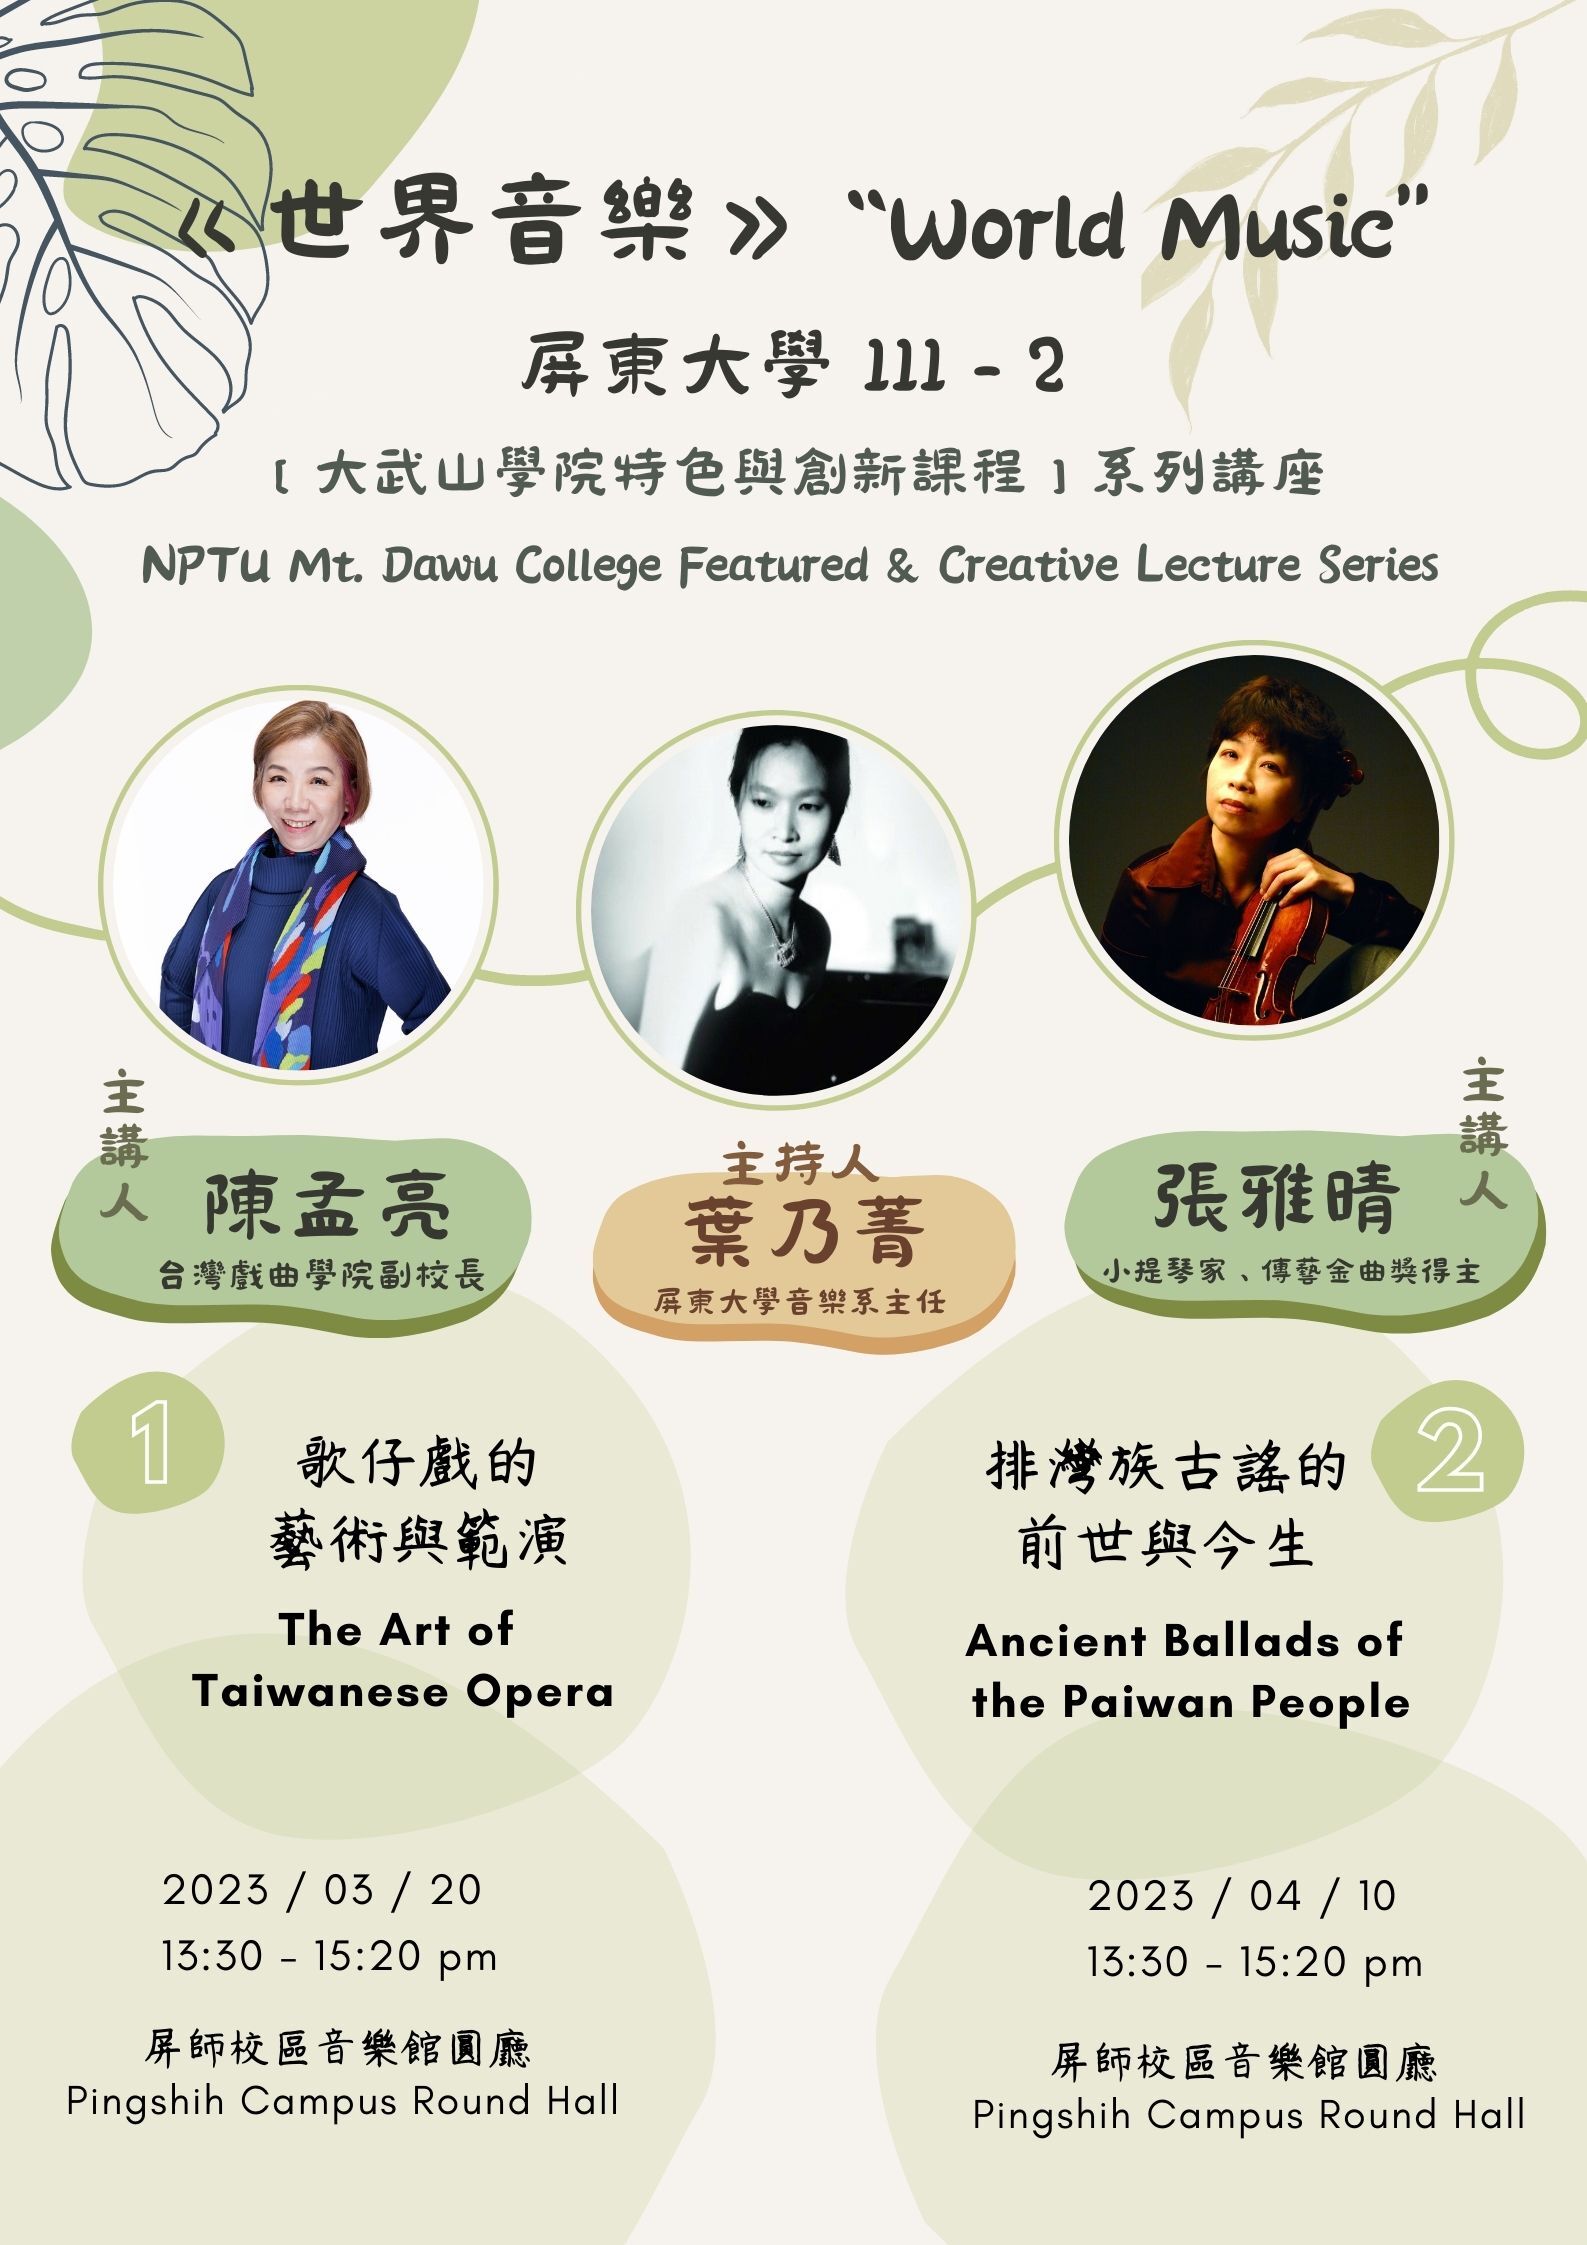 《世界音樂》 “World Music”
屏東大學 111 - 2
[ 大武山學院特色與創新課程 ] 系列講座
NPTU Mt. Dawu College Featured & Creative Lecture Series
主講人
陳孟亮
台灣戲曲學院副校長
主持人
葉乃菁
屏東大學音樂系主任
主講人
張雅晴
小提琴家、傳藝金曲獎得主
1
歌仔戲的
藝術與範演
The Art of
Taiwanese Opera
2023 / 03 / 20
13:30 - 15:20 pm
屏師校區音樂館圓廳
Pingshih Campus Round Hall
2
排灣族古謠的
前世與今生
Ancient Ballads of
the Paiwan People
2023 / 04 / 10
13:30 - 15:20 pm
屏師校區音樂館圓廳
Pingshih Campus Round Hall